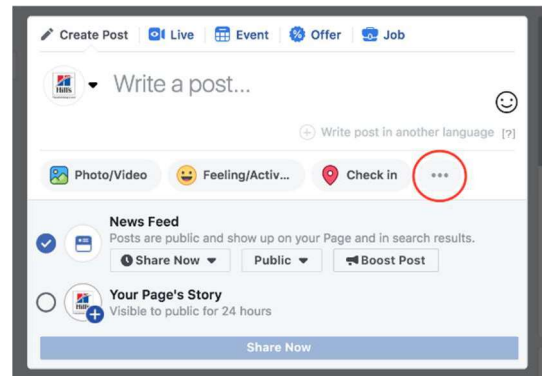 Create Post Live Event Offer Job
Hill's
Write a post...
Write post in another language [?]
Photo/Video Feeling/Activ... Check in
News Feed
Posts are public and show up on your Page and in search results.
Share Now Public Boost Post
Your Page's Story
Visible to public for 24 hours
Share Now